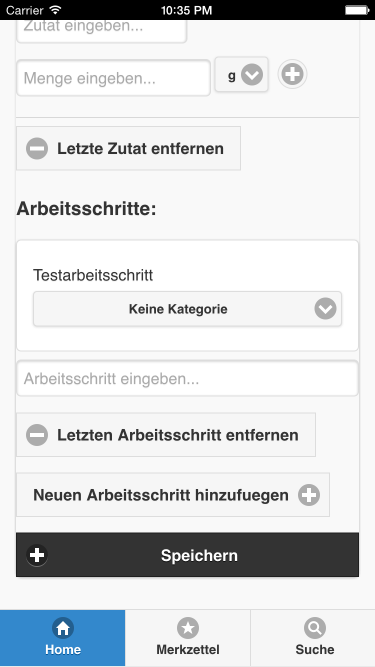 Carrier 10:35 PM
Zutat eingeben...
Menge eingeben... g
Letzte Zutat entfernen
Arbeitsschritte:
Testarbeitsschritt
Keine Kategorie
Arbeitsschritt eingeben...
Letzten Arbeitsschritt entfernen
Neuen Arbeitsschritt hinzufuegen
Speichern
Home Merkzettel Suche